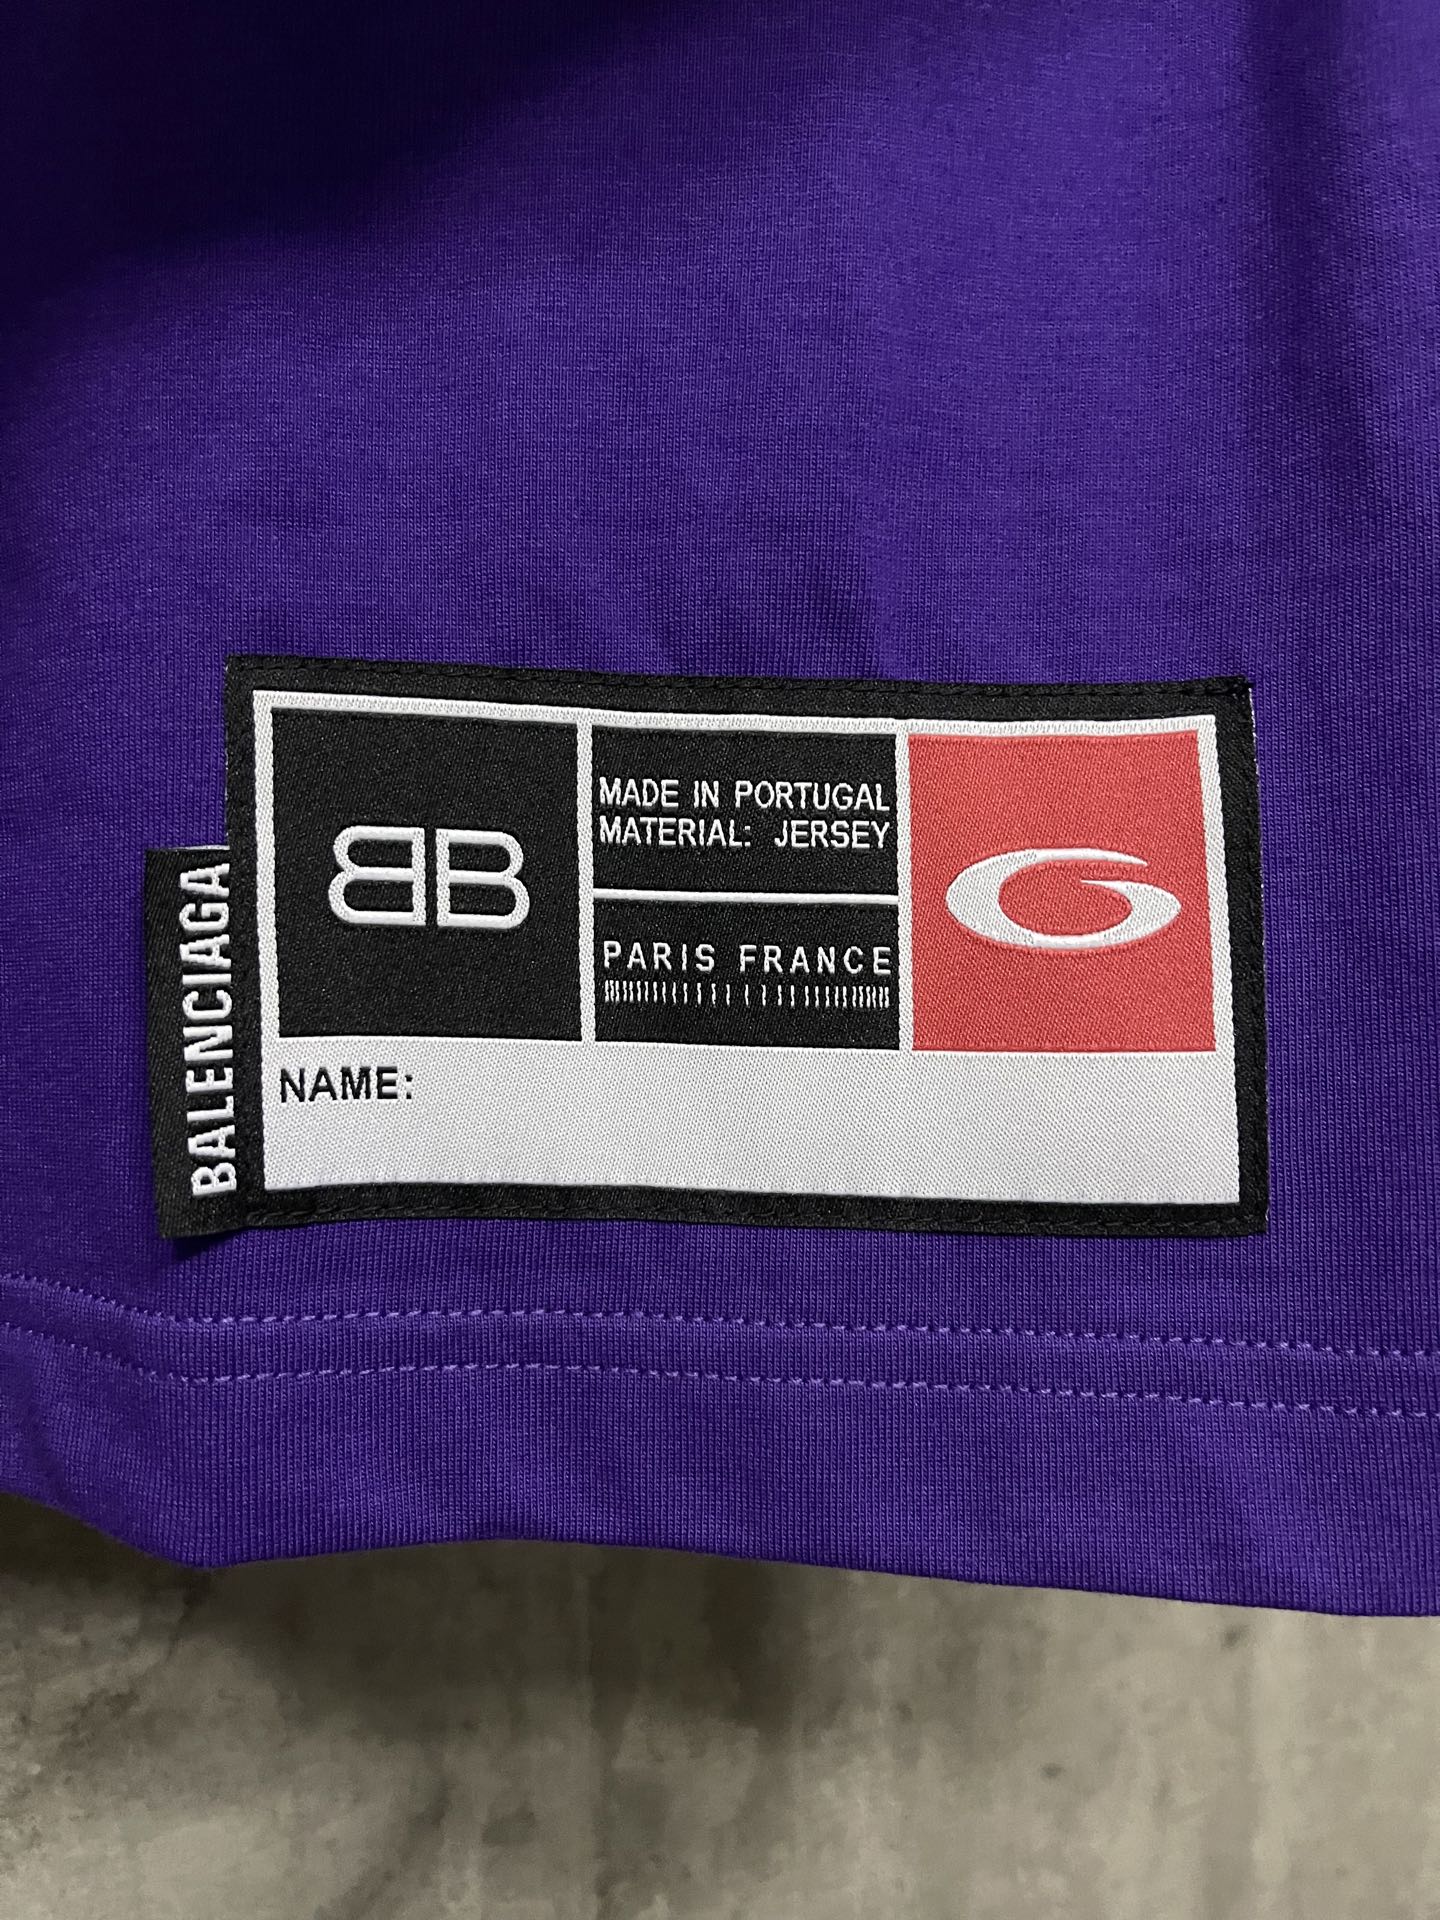 BALENCIAGA
BB
MADE IN PORTUGAL
MATERIAL: JERSEY
PARIS FRANCE
NAME: